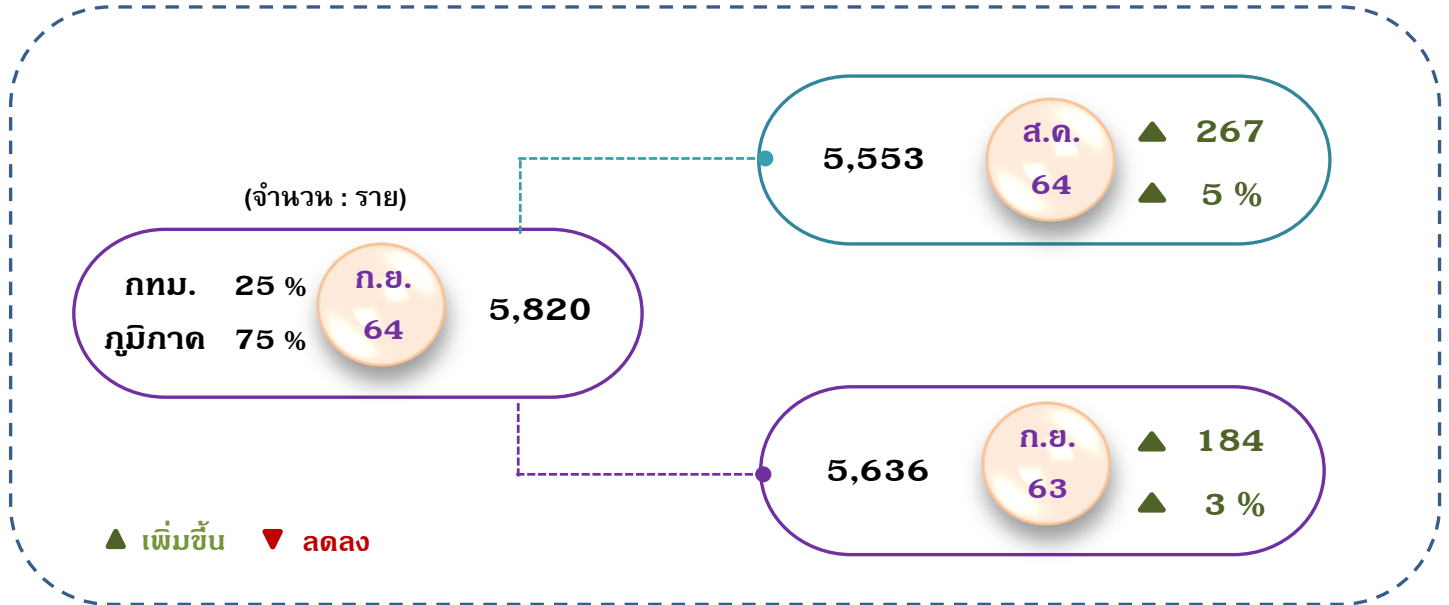 (จำนวน : ราย)
กทม. 25 %
ภูมิภาค 75 %
ก.ย.
64
5,820
5,553
ส.ค.
64
267
5 %
5,636
ก.ย.
63
184
3 %
เพิ่มขึ้น ลดลง